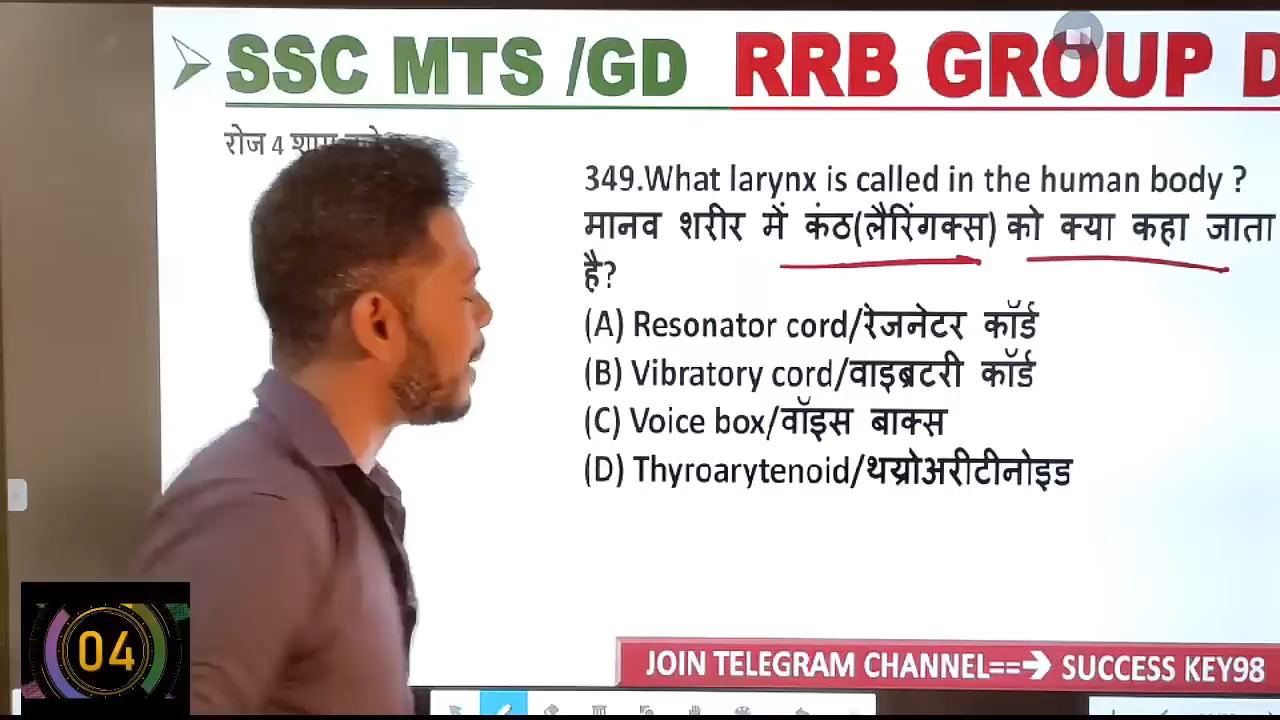 SSC MTS /GD RRB GROUP D
रोज 4 शाम
349.What larynx is called in the human body ?
मानव शरीर में कंठ(लैरिंगक्स) को क्या कहा जाता
है?
(A) Resonator cord/रेजनेटर कॉर्ड
(B) Vibratory cord/वाइब्रटरी कॉर्ड
(C) Voice box/वॉइस बाक्स
(D) Thyroarytenoid/थय्रोअरीटीनोइड
04
JOIN TELEGRAM CHANNEL==➔ SUCCESS KEY98